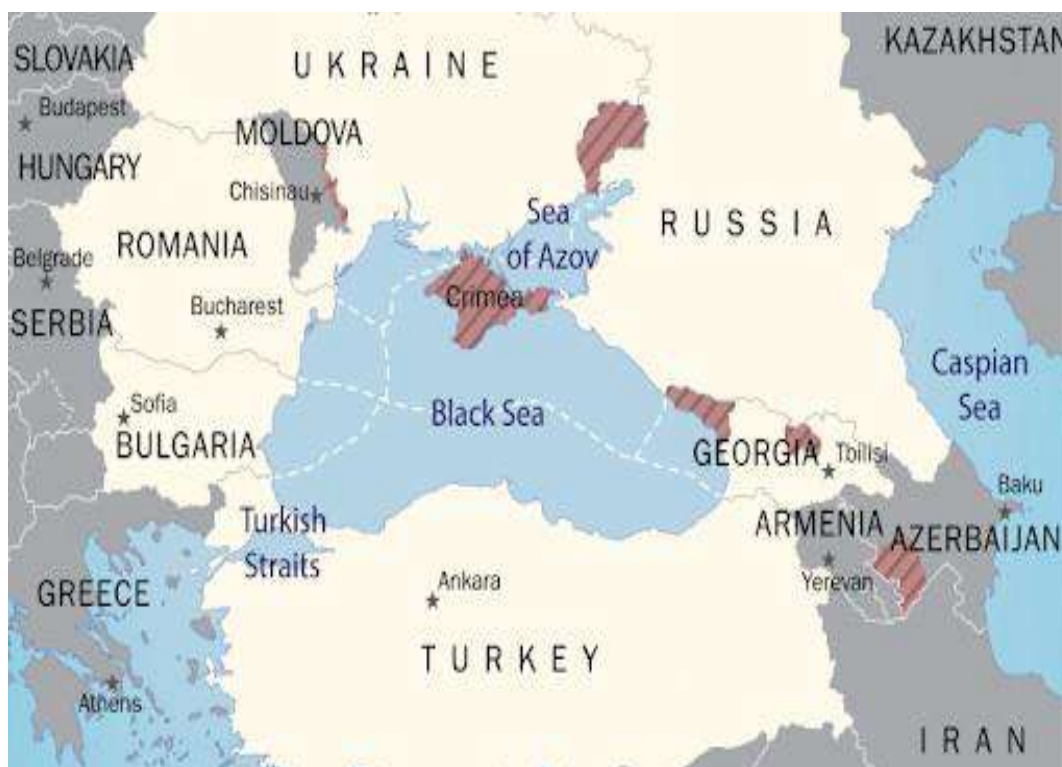 SLOVAKIA
UKRAINE
KAZAKHSTAN
Budapest
MOLDOVA
HUNGARY
Chisinau
Sea
of Azov
RUSSIA
ROMANIA
Belgrade
Crimea
Bucharest
SERBIA
Caspian
Sea
Sofia
Black Sea
BULGARIA
GEORGIA
Tbilisi
Baku
Turkish
Straits
ARMENIA
AZERBAIJAN
Ankara
Yerevan
GREECE
TURKEY
Athens
IRAN